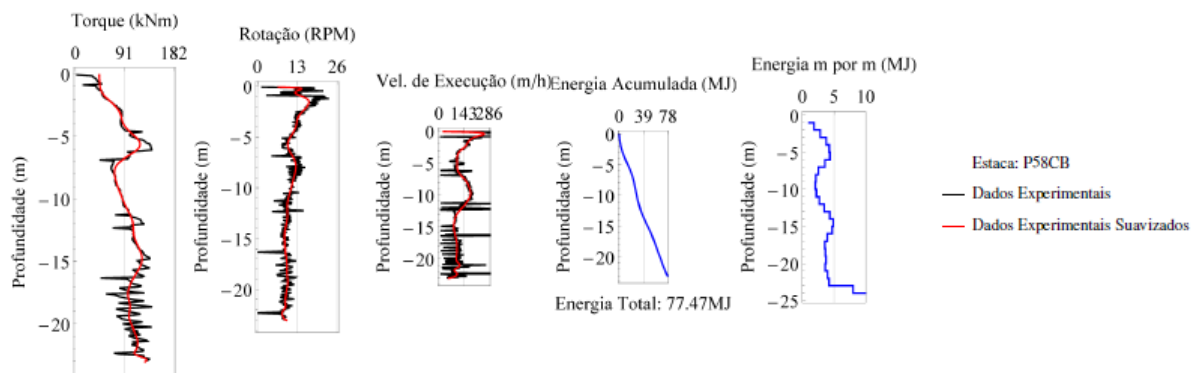 Torque (kNm)
0 91 182
Profundidade (m)
0
−5
−10
−15
−20
Rotação (RPM)
0 13 26
Profundidade (m)
0
−5
−10
−15
−20
Vel. de Execução (m/h)
0 143 286
Profundidade (m)
0
−5
−10
−15
−20
Energia Acumulada (MJ)
0 39 78
Profundidade (m)
0
−5
−10
−15
−20
Energia Total: 77.47MJ
Energia m por m (MJ)
0 5 10
Profundidade (m)
0
−5
−10
−15
−20
−25
Estaca: P58CB
Dados Experimentais
Dados Experimentais Suavizados